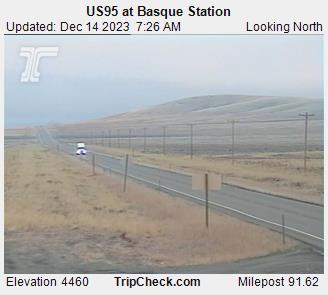 US95 at Basque Station
Updated: Dec 14 2023 7:26 AM Looking North
Elevation 4460 TripCheck.com Milepost 91.62